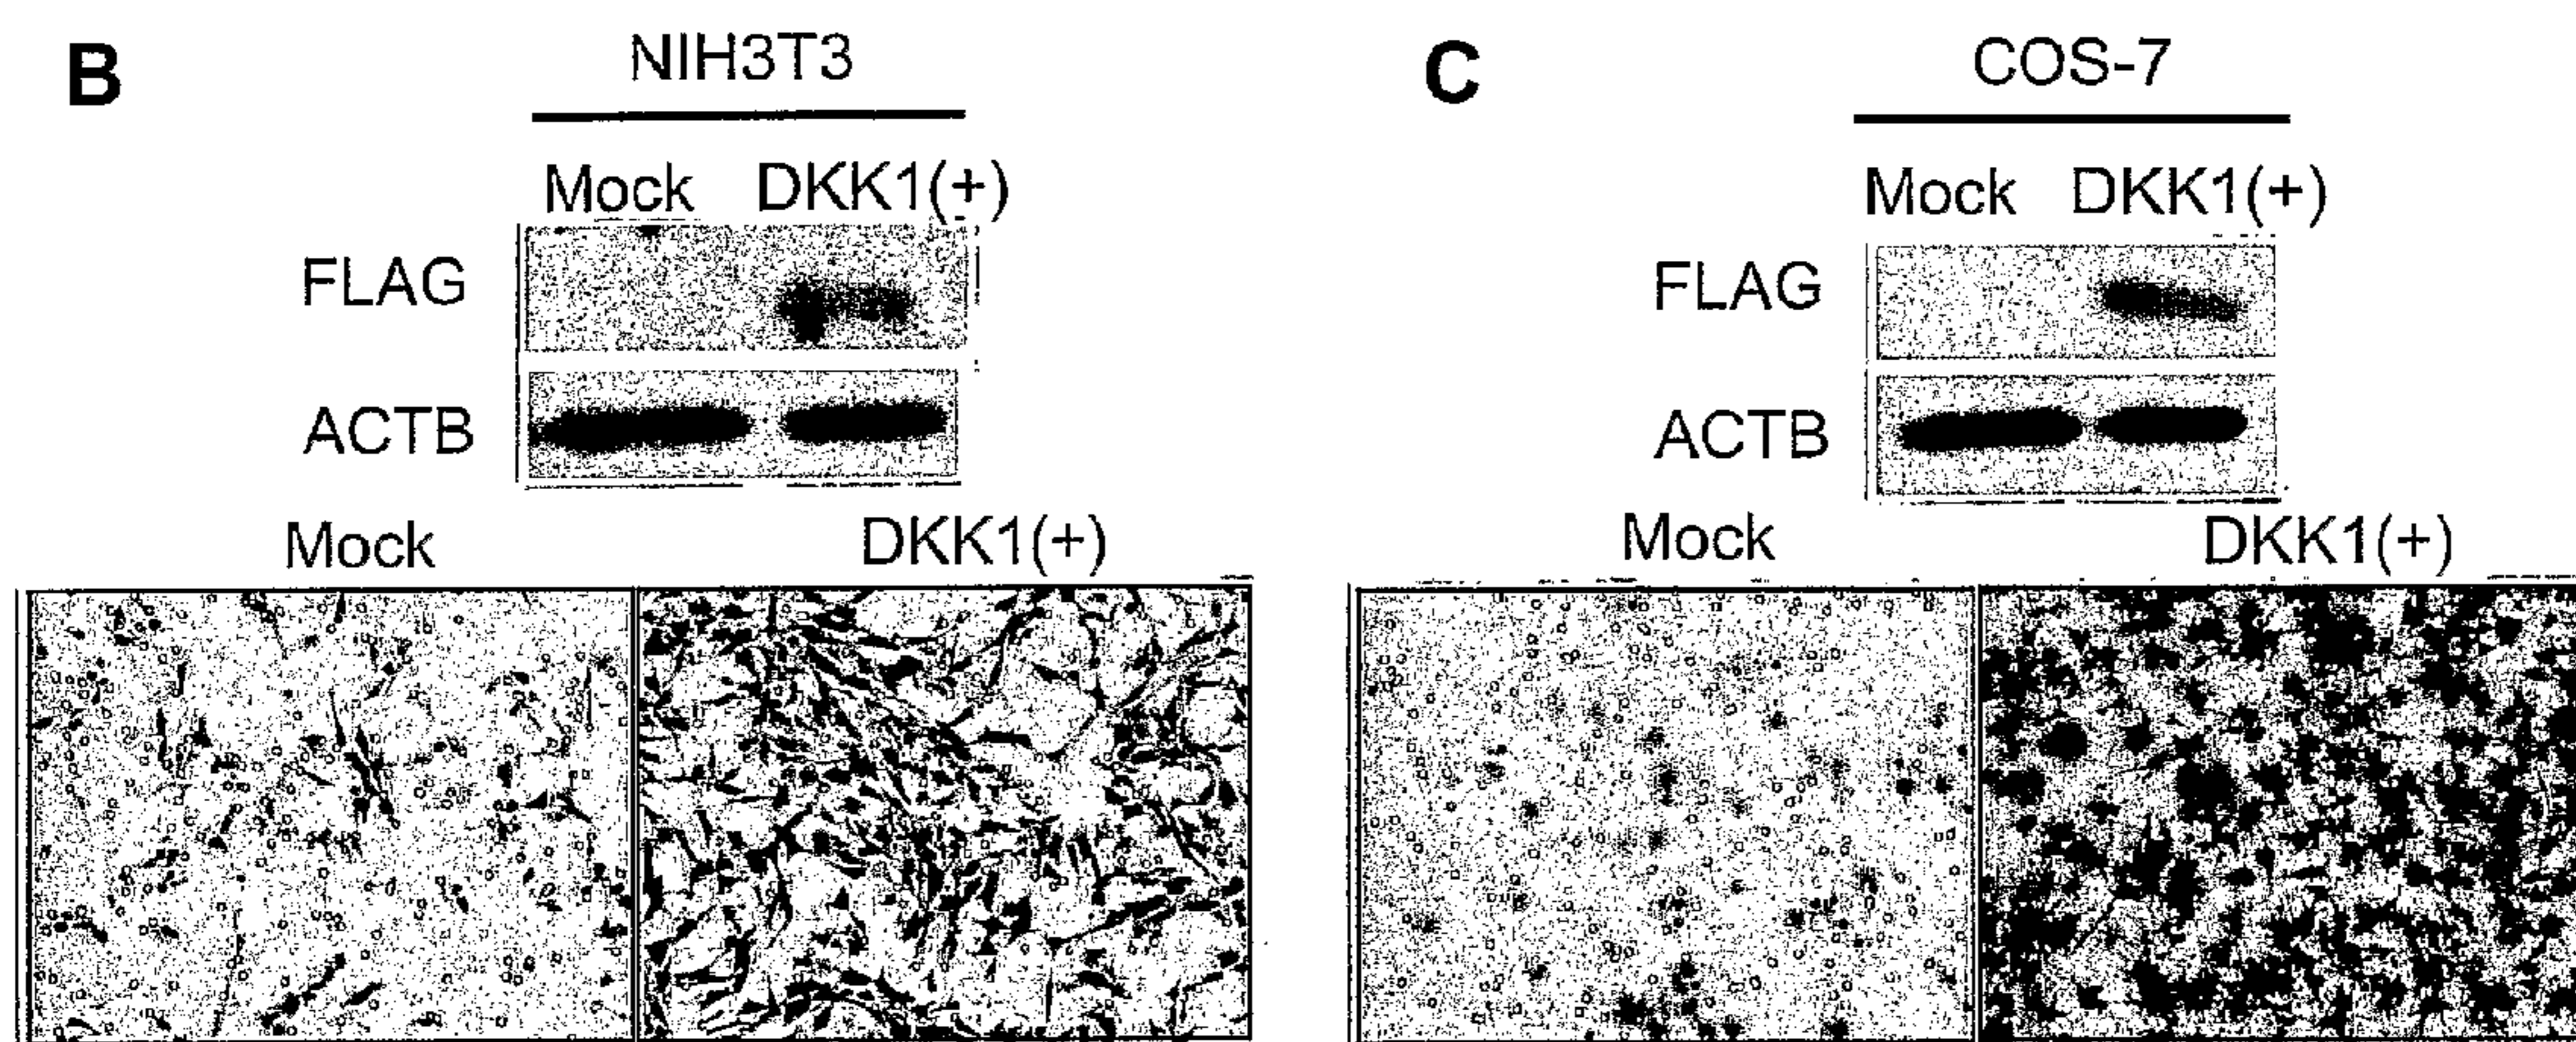 B
NIH3T3
Mock DKK1(+)
FLAG
ACTB
Mock DKK1(+)
C
COS-7
Mock DKK1(+)
FLAG
ACTB
Mock DKK1(+)